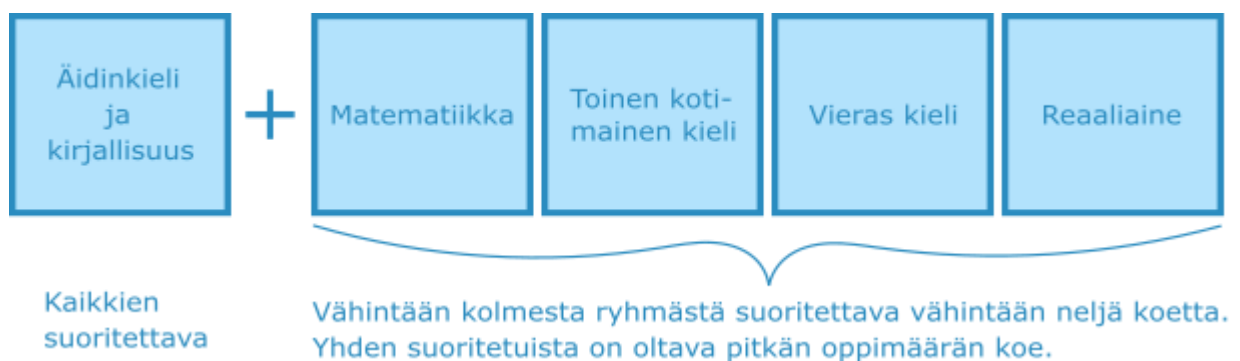 Äidinkieli
ja
kirjallisuus
+
Matematiikka
Toinen koti-
mainen kieli
Vieras kieli
Reaaliaine
Kaikkien
suoritettava
Vähintään kolmesta ryhmästä suoritettava vähintään neljä koetta.
Yhden suoritetuista on oltava pitkän oppimäärän koe.